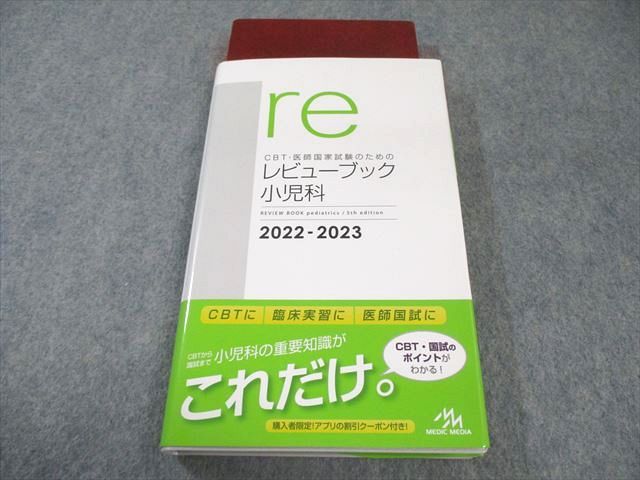 re
CBT・医師国家試験のための
レビューブック
小児科
REVIEW BOOK pediatrics / 5th edition
2022-2023
CBTに 臨床実習に 医師国試に
CBTから
国試まで 小児科の重要知識が
これだけ。
CBT・国試の
ポイントが
わかる！
購入者限定！アプリの割引クーポン付き！
MEDIC MEDIA